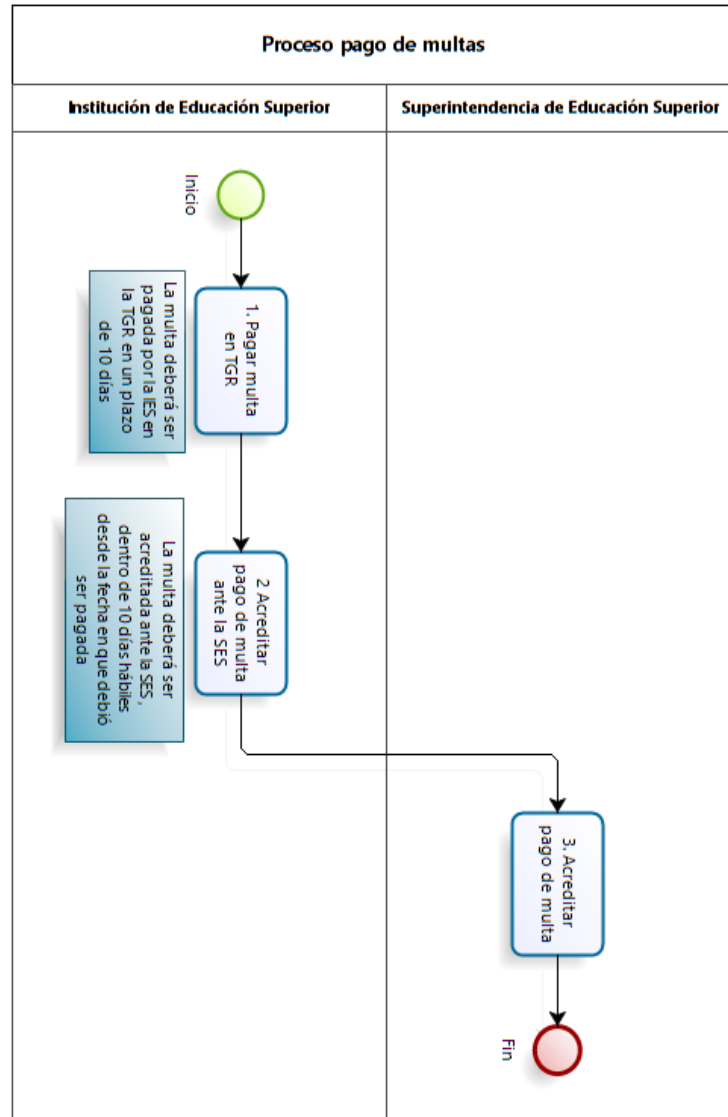 Proceso pago de multas
Institución de Educación Superior
Superintendencia de Educación Superior
Inicio
1. Pagar multa
en TGR
La multa deberá ser
pagada por la IES en
la TGR en un plazo
de 10 días
2 Acreditar
pago de multa
ante la SES
La multa deberá ser
acreditada ante la SES,
dentro de 10 días hábiles
desde la fecha en que debió
ser pagada
3. Acreditar
pago de multa
Fin